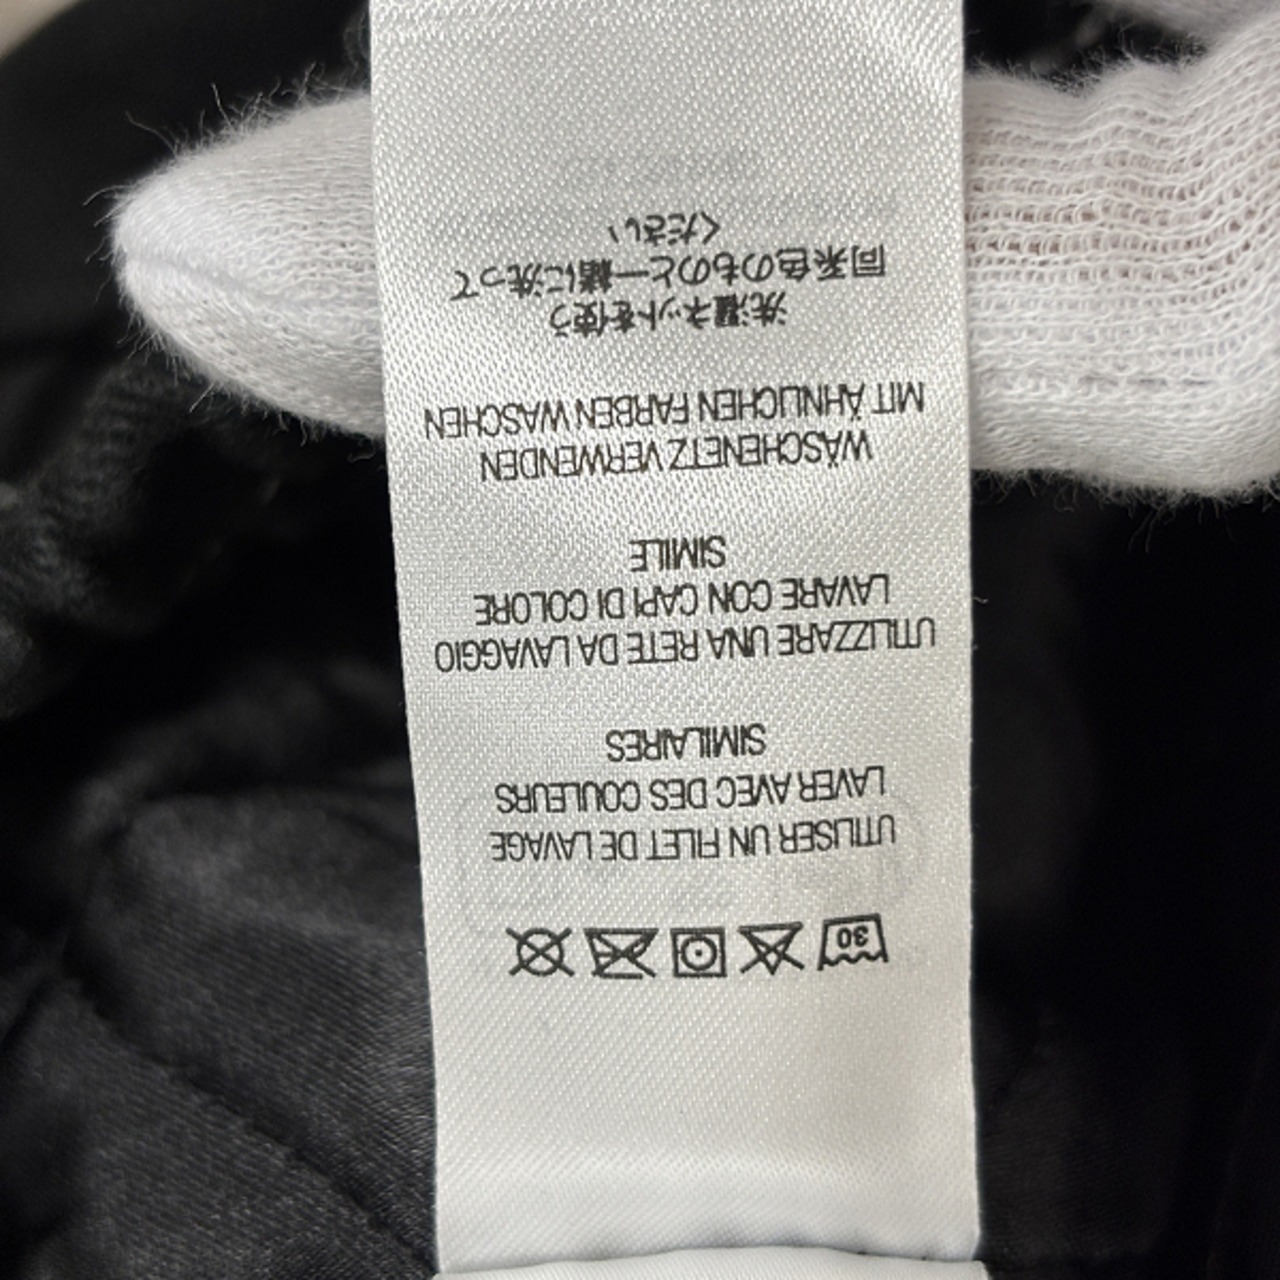 30
UTILISER UN FILET DE LAVAGE
LAVER AVEC DES COULEURS
SIMILAIRES
UTILIZZARE UNA RETE DA LAVAGGIO
LAVARE CON CAPI DI COLORE
SIMILE
WÄSCHENETZ VERWENDEN
MIT ÄHNLICHEN FARBEN WASCHEN
洗濯ネットを使う
同系色のものと一緒に洗って
ください